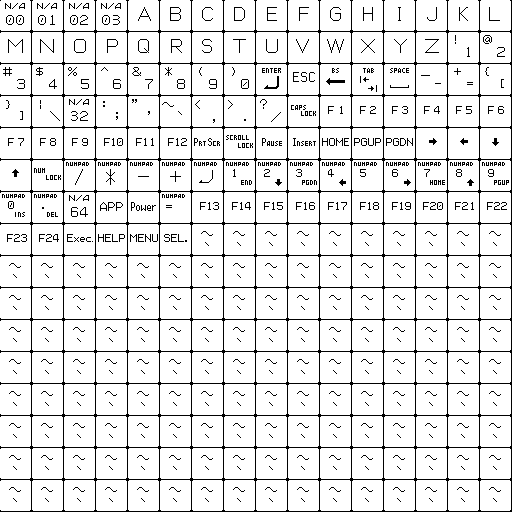 N/A 00 N/A 01 N/A 02 N/A 03 A B C D E F G H I J K L
M N O P Q R S T U V W X Y Z ! 1 @ 2
# 3 $ 4 % 5 ^ 6 & 7 * 8 ( 9 ) 0 ENTER ESC BS TAB SPACE _ - + = { [
} ] | \ N/A 32 : ; " ' ~ ` < , > . ? / CAPS LOCK F1 F2 F3 F4 F5 F6
F7 F8 F9 F10 F11 F12 PrtScr SCROLL LOCK Pause Insert HOME PGUP PGDN → ← ↓
↑ NUM LOCK NUMPAD / NUMPAD * NUMPAD - NUMPAD + NUMPAD NUMPAD 1 END NUMPAD 2 ↓ NUMPAD 3 PGDN NUMPAD 4 ← NUMPAD 5 NUMPAD 6 → NUMPAD 7 HOME NUMPAD 8 ↑ NUMPAD 9 PGUP
NUMPAD 0 INS NUMPAD . DEL N/A 64 APP Power NUMPAD = F13 F14 F15 F16 F17 F18 F19 F20 F21 F22
F23 F24 Exec. HELP MENU SEL. ~ ` ~ ` ~ ` ~ ` ~ ` ~ ` ~ ` ~ ` ~ ` ~ `
~ ` ~ ` ~ ` ~ ` ~ ` ~ ` ~ ` ~ ` ~ ` ~ ` ~ ` ~ ` ~ ` ~ ` ~ ` ~ `
~ ` ~ ` ~ ` ~ ` ~ ` ~ ` ~ ` ~ ` ~ ` ~ ` ~ ` ~ ` ~ ` ~ ` ~ ` ~ `
~ ` ~ ` ~ ` ~ ` ~ ` ~ ` ~ ` ~ ` ~ ` ~ ` ~ ` ~ ` ~ ` ~ ` ~ ` ~ `
~ ` ~ ` ~ ` ~ ` ~ ` ~ ` ~ ` ~ ` ~ ` ~ ` ~ ` ~ ` ~ ` ~ ` ~ ` ~ `
~ ` ~ ` ~ ` ~ ` ~ ` ~ ` ~ ` ~ ` ~ ` ~ ` ~ ` ~ ` ~ ` ~ ` ~ ` ~ `
~ ` ~ ` ~ ` ~ ` ~ ` ~ ` ~ ` ~ ` ~ ` ~ ` ~ ` ~ ` ~ ` ~ ` ~ ` ~ `
~ ` ~ ` ~ ` ~ ` ~ ` ~ ` ~ ` ~ ` ~ ` ~ ` ~ ` ~ ` ~ ` ~ ` ~ ` ~ `
~ ` ~ ` ~ ` ~ ` ~ ` ~ ` ~ ` ~ ` ~ ` ~ ` ~ ` ~ ` ~ ` ~ ` ~ ` ~ `